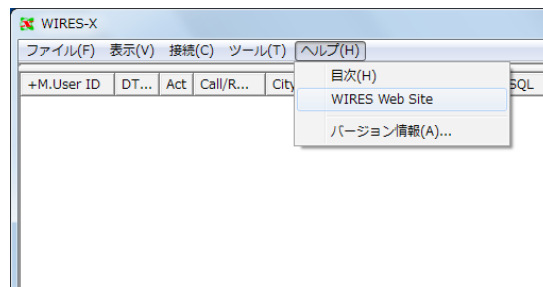 WIRES-X
ファイル(F) 表示(V) 接続(C) ツール(T) ヘルプ(H)
+M.User ID DT... Act Call/R... City SQL
目次(H)
WIRES Web Site
バージョン情報(A)...